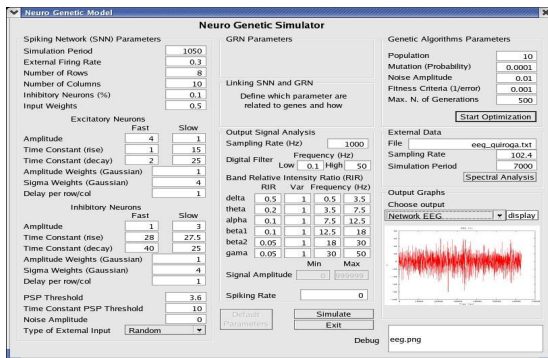 Neuro Genetic Model
Neuro Genetic Simulator
Spiking Network (SNN) Parameters
Simulation Period 1050
External Firing Rate 0.3
Number of Rows 8
Number of Columns 10
Inhibitory Neurons (%) 0.1
Input Weights 0.5
Excitatory Neurons
Fast Slow
Amplitude 4 1
Time Constant (rise) 1 15
Time Constant (decay) 2 25
Amplitude Weights (Gaussian) 1
Sigma Weights (Gaussian) 4
Delay per row/col 1
Inhibitory Neurons
Fast Slow
Amplitude 1 3
Time Constant (rise) 28 27.5
Time Constant (decay) 40 25
Amplitude Weights (Gaussian) 1
Sigma Weights (Gaussian) 4
Delay per row/col 1
PSP Threshold 3.6
Time Constant PSP Threshold 10
Noise Amplitude 0
Type of External Input Random
GRN Parameters
Linking SNN and GRN
Define which parameter are
related to genes and how
Output Signal Analysis
Sampling Rate (Hz) 1000
Frequency (Hz)
Digital Filter Low 0.1 High 50
Band Relative Intensity Ratio (RIR)
RIR Var Frequency (Hz)
delta 0.5 1 0.5 3.5
theta 0.2 1 3.5 7.5
alpha 0.1 1 7.5 12.5
beta1 0.1 1 12.5 18
beta2 0.05 1 18 30
gama 0.05 1 30 50
Min Max
Signal Amplitude 0 999999
Spiking Rate 0
Default
Parameters
Simulate
Exit
Debug eeg.png
Genetic Algorithms Parameters
Population 10
Mutation (Probability) 0.0001
Noise Amplitude 0.01
Fitness Criteria (1/error) 0.001
Max. N. of Generations 500
Start Optimization
External Data
File eeg_quiroga.txt
Sampling Rate 102.4
Simulation Period 7000
Spectral Analysis
Output Graphs
Choose output
Network EEG display